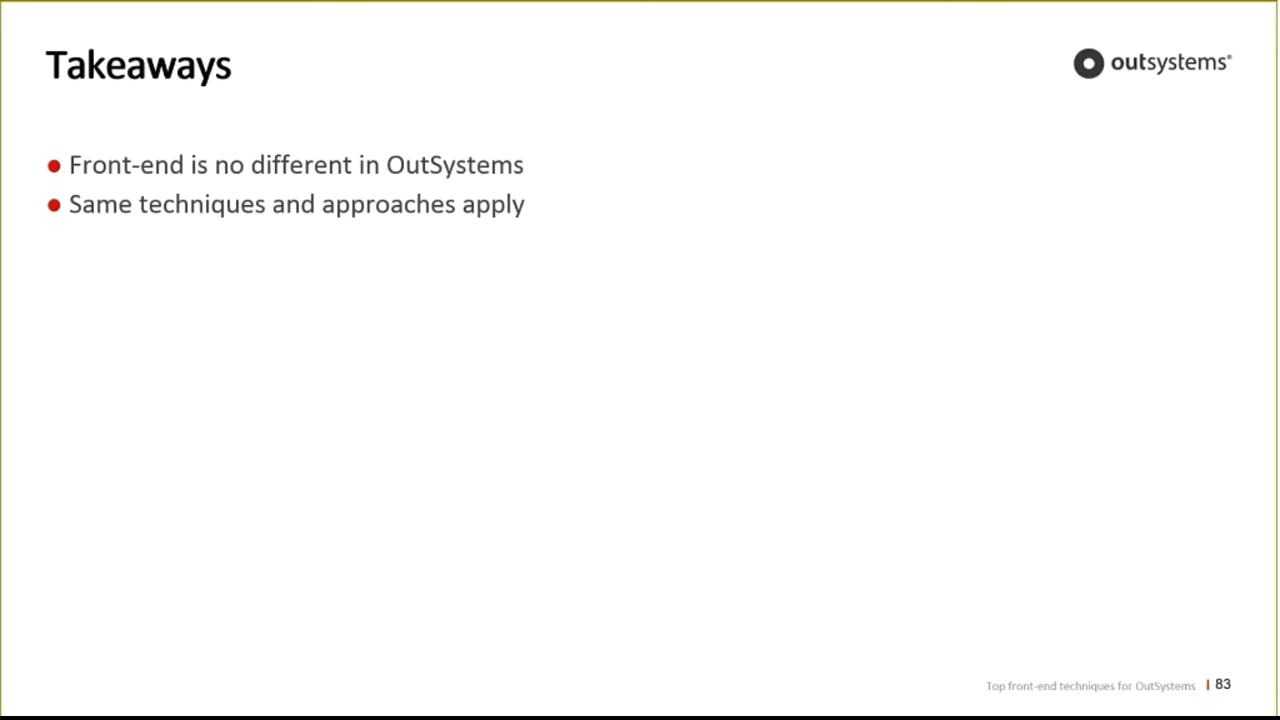 Takeaways
outsystems®
● Front-end is no different in OutSystems
● Same techniques and approaches apply
Top front-end techniques for OutSystems | 83